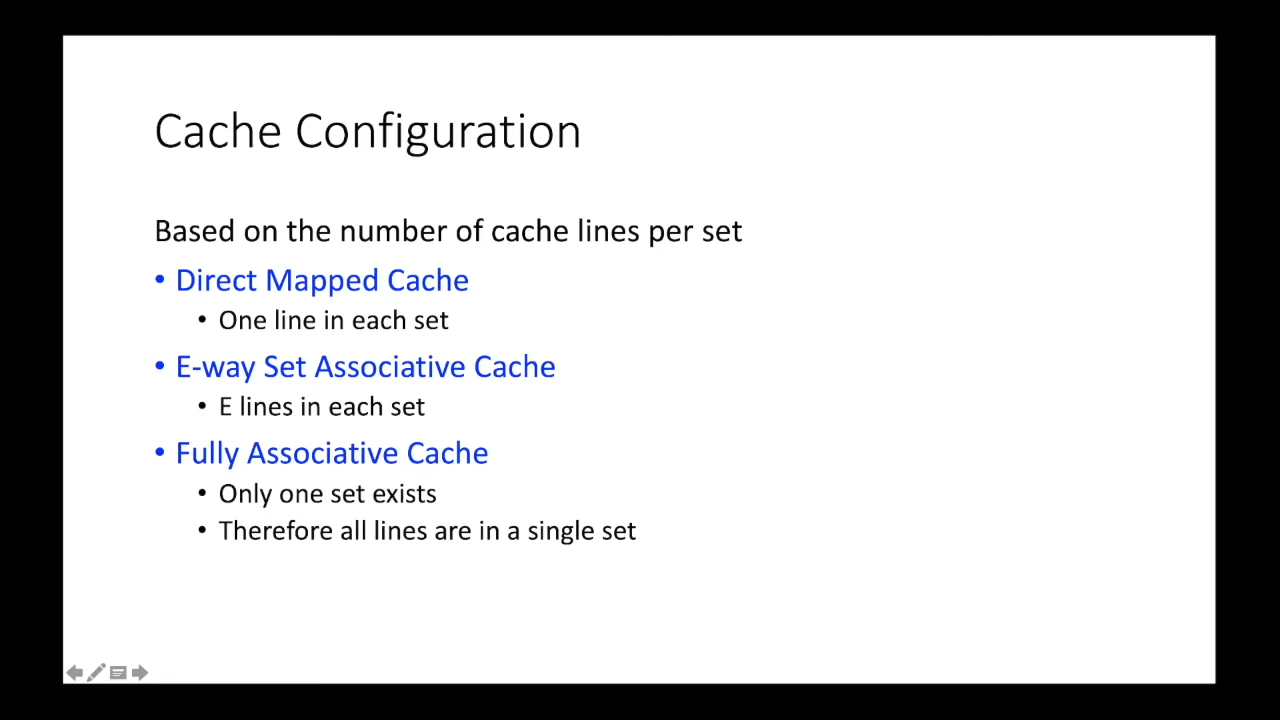 Cache Configuration
Based on the number of cache lines per set
• Direct Mapped Cache
• One line in each set
• E-way Set Associative Cache
• E lines in each set
• Fully Associative Cache
• Only one set exists
• Therefore all lines are in a single set